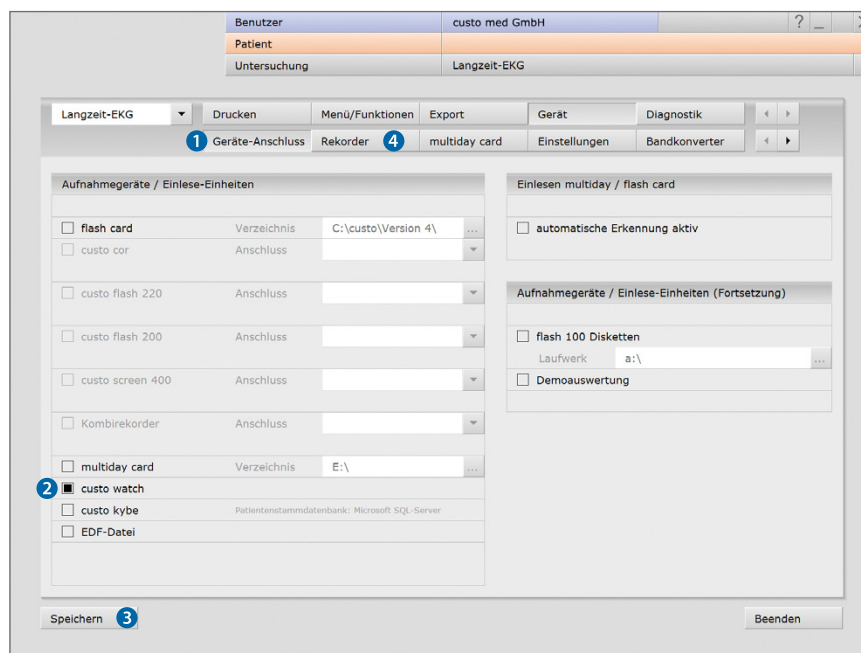 Benutzer custo med GmbH ? _
Patient
Untersuchung Langzeit-EKG
Langzeit-EKG Drucken Menü/Funktionen Export Gerät Diagnostik
1 Geräte-Anschluss Rekorder 4 multiday card Einstellungen Bandkonverter
Aufnahmegeräte / Einlese-Einheiten
flash card Verzeichnis C:\custo\Version 4\ ...
custo cor Anschluss
custo flash 220 Anschluss
custo flash 200 Anschluss
custo screen 400 Anschluss
Kombirekorder Anschluss
multiday card Verzeichnis E:\ ...
2 custo watch
custo kybe Patientenstammdatenbank: Microsoft SQL-Server
EDF-Datei
Einlesen multiday / flash card
automatische Erkennung aktiv
Aufnahmegeräte / Einlese-Einheiten (Fortsetzung)
flash 100 Disketten
Laufwerk a:\ ...
Demoauswertung
Speichern 3 Beenden